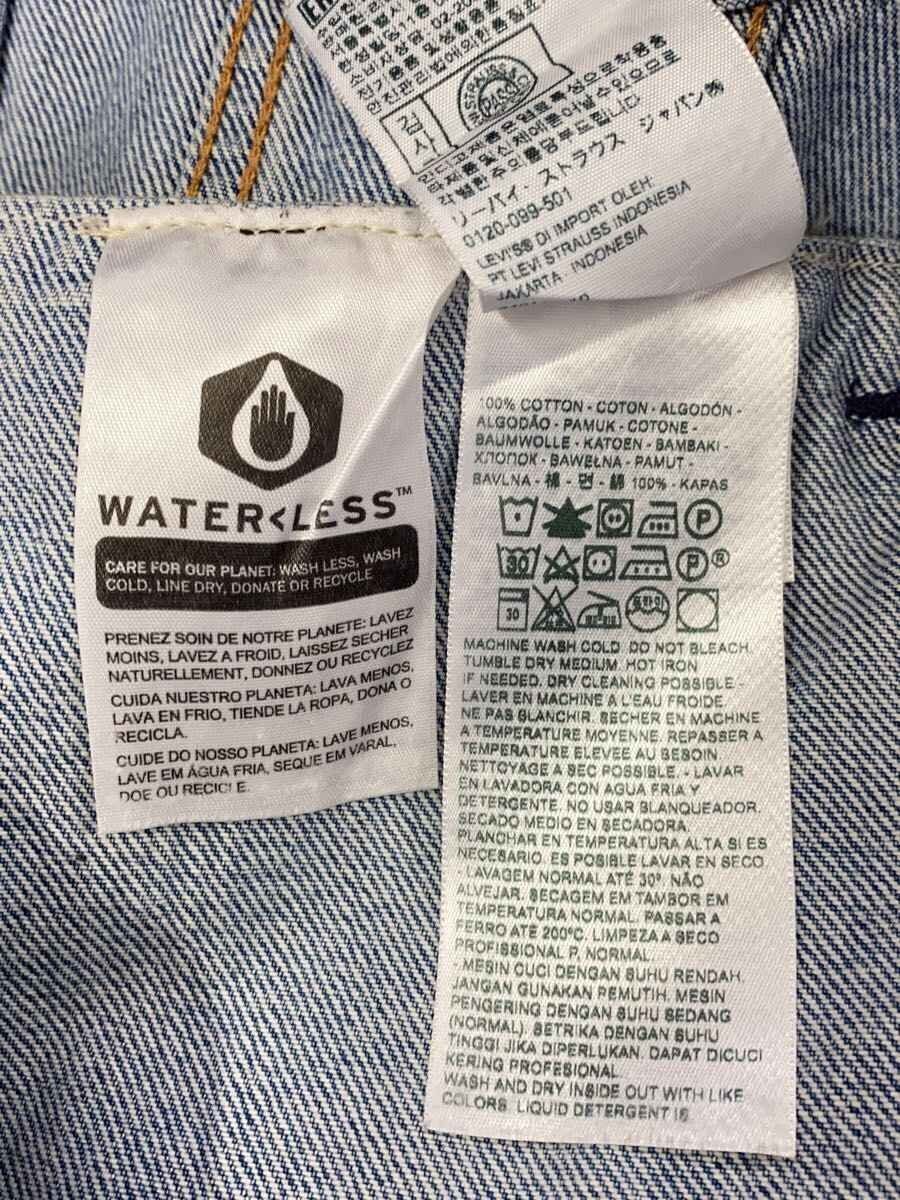 리바이 · ストラウス ジャパン㈱
0120-099-501
LEVI'S® DI IMPORT OLEH:
PT LEVI STRAUSS INDONESIA
JAKARTA INDONESIA
WATER<LESS™
CARE FOR OUR PLANET: WASH LESS, WASH
COLD, LINE DRY, DONATE OR RECYCLE
PRENEZ SOIN DE NOTRE PLANETE: LAVEZ
MOINS, LAVEZ A FROID, LAISSEZ SECHER
NATURELLEMENT, DONNEZ OU RECYCLEZ
CUIDA NUESTRO PLANETA: LAVA MENOS,
LAVA EN FRIO, TIENDE LA ROPA, DONA O
RECICLA.
CUIDE DO NOSSO PLANETA: LAVE MENOS,
LAVE EM ÁGUA FRIA, SEQUE EM VARAL,
DOE OU RECICLE.
100% COTTON - COTON - ALGODÓN -
ALGODÃO - PAMUK - COTONE -
BAUMWOLLE - KATOEN - BAMBAKI -
ХЛОПОК - BAWEŁNA - PAMUT -
BAVLNA - 棉 - 면 - 綿 100% - KAPAS
P
30 P ®
30 드라이
MACHINE WASH COLD. DO NOT BLEACH.
TUMBLE DRY MEDIUM. HOT IRON
IF NEEDED. DRY CLEANING POSSIBLE -
LAVER EN MACHINE A L'EAU FROIDE.
NE PAS BLANCHIR. SECHER EN MACHINE
A TEMPERATURE MOYENNE. REPASSER A
TEMPERATURE ELEVEE AU BESOIN.
NETTOYAGE A SEC POSSIBLE. - LAVAR
EN LAVADORA CON AGUA FRIA Y
DETERGENTE. NO USAR BLANQUEADOR.
SECADO MEDIO EN SECADORA.
PLANCHAR EN TEMPERATURA ALTA SI ES
NECESARIO. ES POSIBLE LAVAR EN SECO
- LAVAGEM NORMAL ATÉ 30º. NÃO
ALVEJAR. SECAGEM EM TAMBOR EM
TEMPERATURA NORMAL. PASSAR A
FERRO ATÉ 200ºC. LIMPEZA A SECO
PROFISSIONAL P, NORMAL.
- MESIN CUCI DENGAN SUHU RENDAH.
JANGAN GUNAKAN PEMUTIH. MESIN
PENGERING DENGAN SUHU SEDANG
(NORMAL). SETRIKA DENGAN SUHU
TINGGI JIKA DIPERLUKAN. DAPAT DICUCI
KERING PROFESIONAL.
WASH AND DRY INSIDE OUT WITH LIKE
COLORS. LIQUID DETERGENT IS